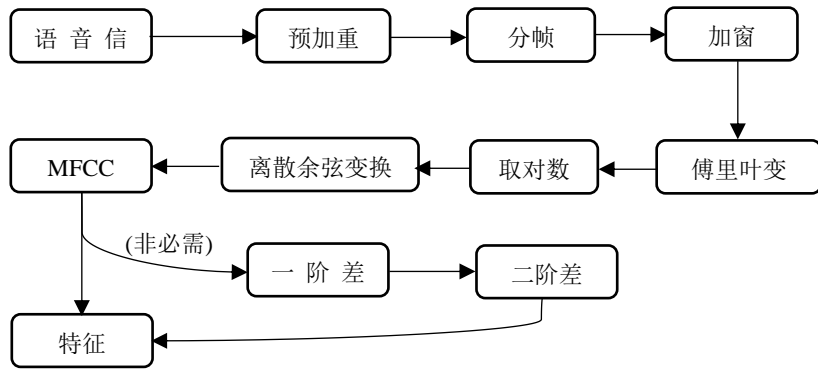 语 音 信
预加重
分帧
加窗
MFCC
离散余弦变换
取对数
傅里叶变
(非必需)
一 阶 差
二阶差
特征